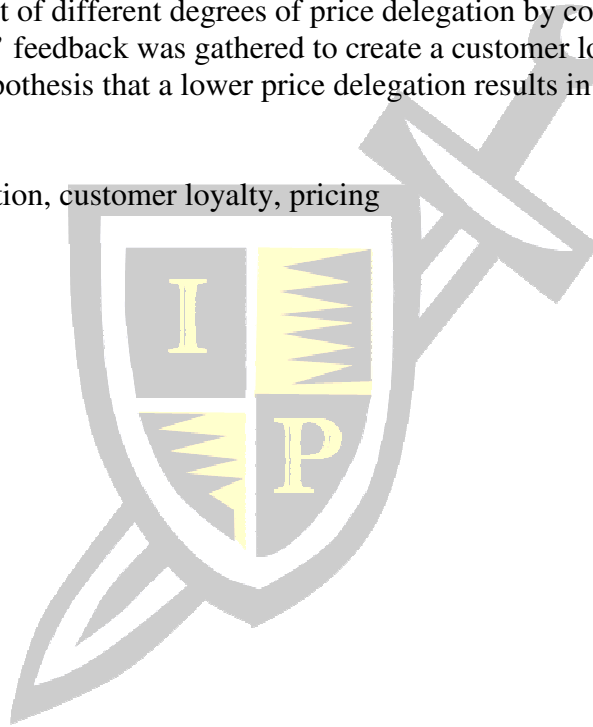 t of different degrees of price delegation by co
’ feedback was gathered to create a customer lo
pothesis that a lower price delegation results in
tion, customer loyalty, pricing
I
P